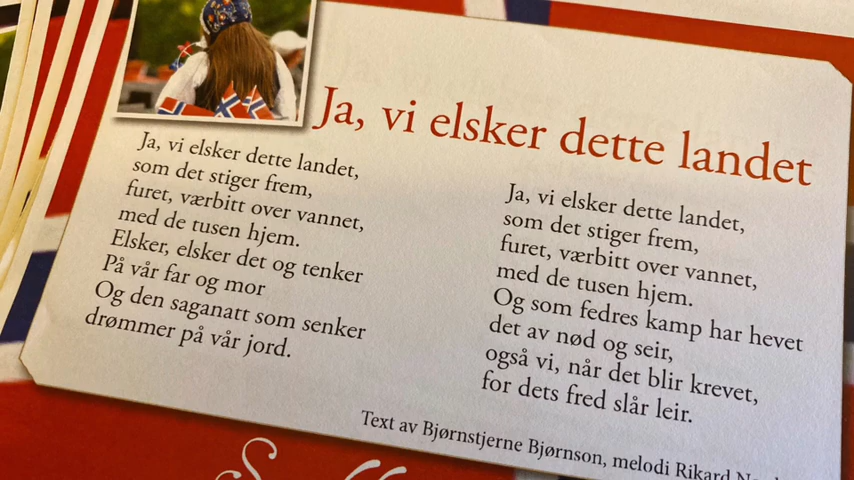 Ja, vi elsker dette landet
Ja, vi elsker dette landet,
som det stiger frem,
furet, værbitt over vannet,
med de tusen hjem.
Elsker, elsker det og tenker
På vår far og mor
Og den saganatt som senker
drømmer på vår jord.
Ja, vi elsker dette landet,
som det stiger frem,
furet, værbitt over vannet,
med de tusen hjem.
Og som fedres kamp har hevet
det av nød og seir,
også vi, når det blir krevet,
for dets fred slår leir.
Text av Bjørnstjerne Bjørnson, melodi Rikard